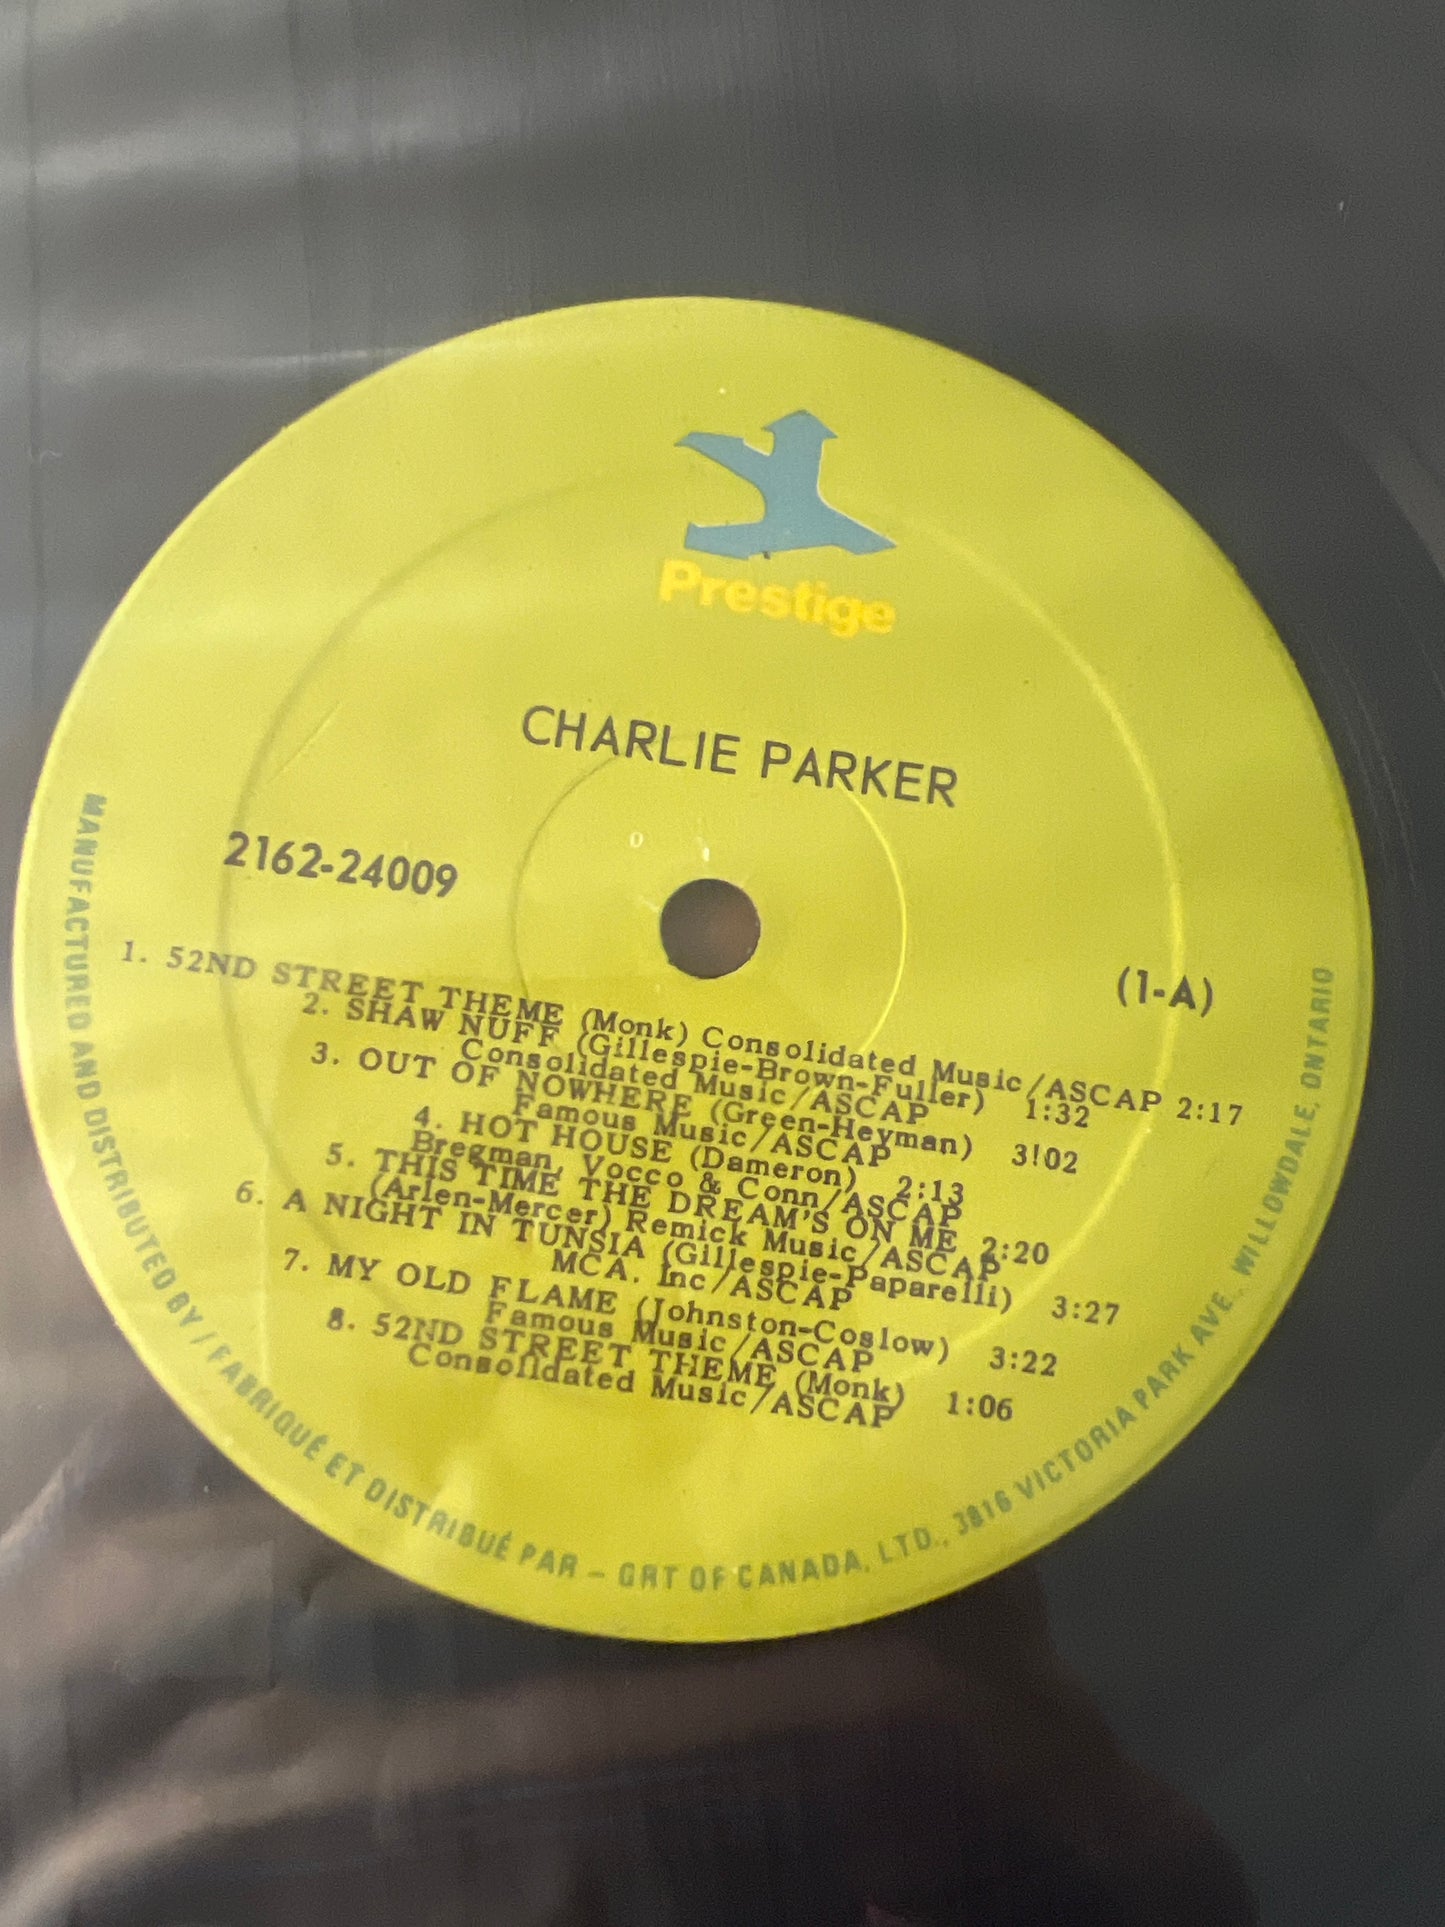 Prestige
CHARLIE PARKER
2162-24009
(1-A)
1. 52ND STREET THEME (Monk) Consolidated Music/ASCAP 2:17
2. SHAW NUFF (Gillespie-Brown-Fuller) 1:32
Consolidated Music/ASCAP
3. OUT OF NOWHERE (Green-Heyman) 3!02
Famous Music/ASCAP
4. HOT HOUSE (Dameron) 2:13
Bregman, Vocco & Conn/ASCAP
5. THIS TIME THE DREAM'S ON ME 2:20
(Arlen-Mercer) Remick Music/ASCAP
6. A NIGHT IN TUNSIA (Gillespie-Paparelli) 3:27
MCA. Inc/ASCAP
7. MY OLD FLAME (Johnston-Coslow) 3:22
Famous Music/ASCAP
8. 52ND STREET THEME (Monk) 1:06
Consolidated Music/ASCAP
MANUFACTURED AND DISTRIBUTED BY / FABRIQUÉ ET DISTRIBUÉ PAR – GRT OF CANADA, LTD., 3816 VICTORIA PARK AVE., WILLOWDALE, ONTARIO